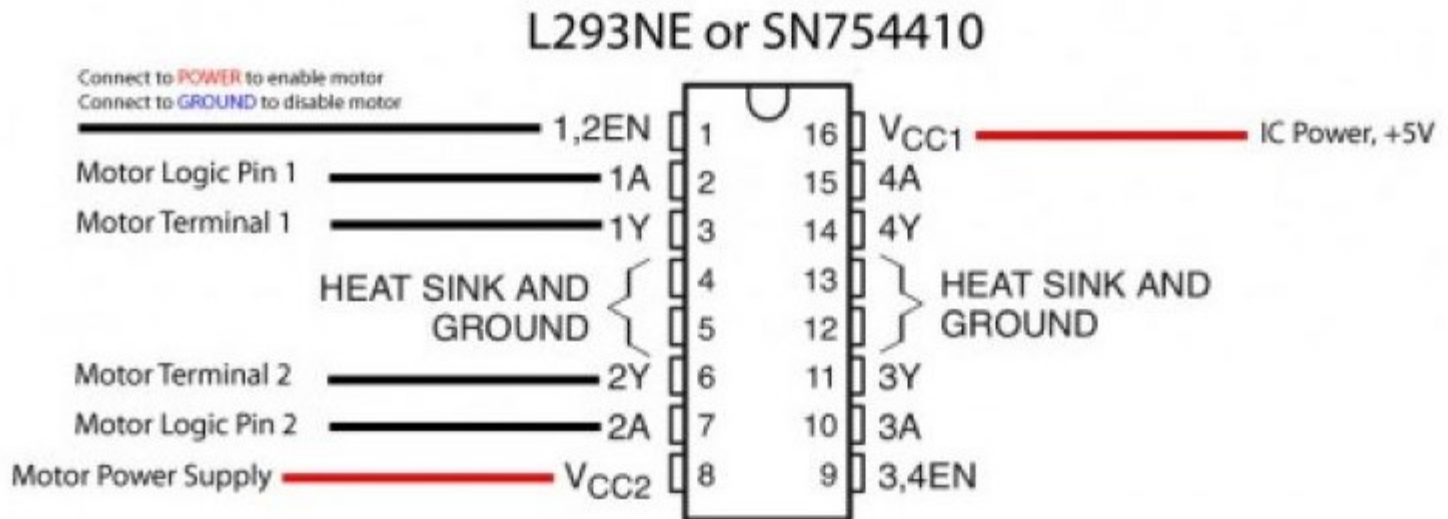 L293NE or SN754410
Connect to POWER to enable motor
Connect to GROUND to disable motor
1,2EN 1 16 VCC1 IC Power, +5V
Motor Logic Pin 1 1A 2 15 4A
Motor Terminal 1 1Y 3 14 4Y
HEAT SINK AND 4 13 HEAT SINK AND
GROUND 5 12 GROUND
Motor Terminal 2 2Y 6 11 3Y
Motor Logic Pin 2 2A 7 10 3A
Motor Power Supply VCC2 8 9 3,4EN